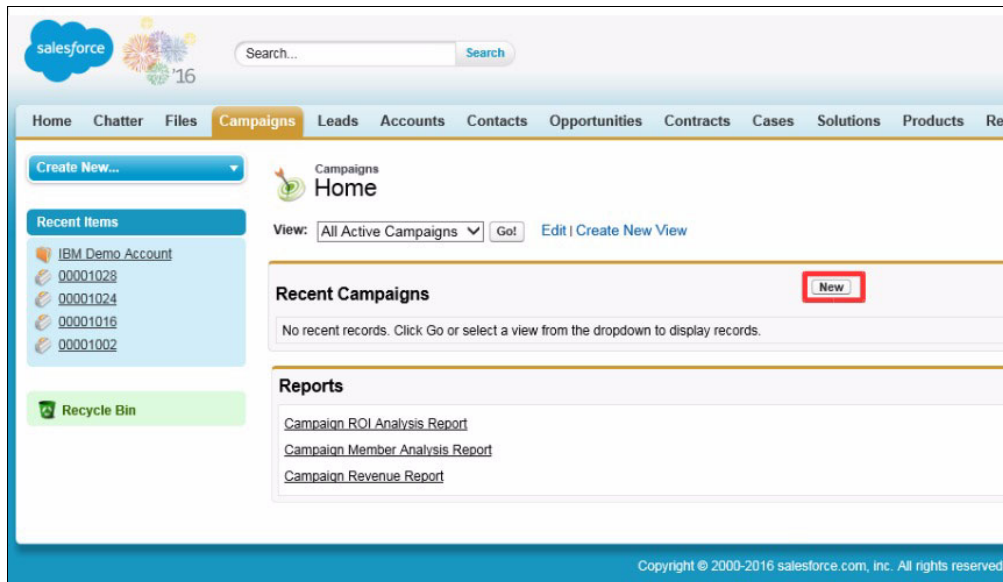 salesforce
'16
Search...
Search
Home Chatter Files Campaigns Leads Accounts Contacts Opportunities Contracts Cases Solutions Products Re
Create New...
Campaigns
Home
Recent Items
View: All Active Campaigns Go! Edit | Create New View
IBM Demo Account
00001028
00001024
00001016
00001002
Recent Campaigns
New
No recent records. Click Go or select a view from the dropdown to display records.
Reports
Recycle Bin
Campaign ROI Analysis Report
Campaign Member Analysis Report
Campaign Revenue Report
Copyright © 2000-2016 salesforce.com, inc. All rights reserved